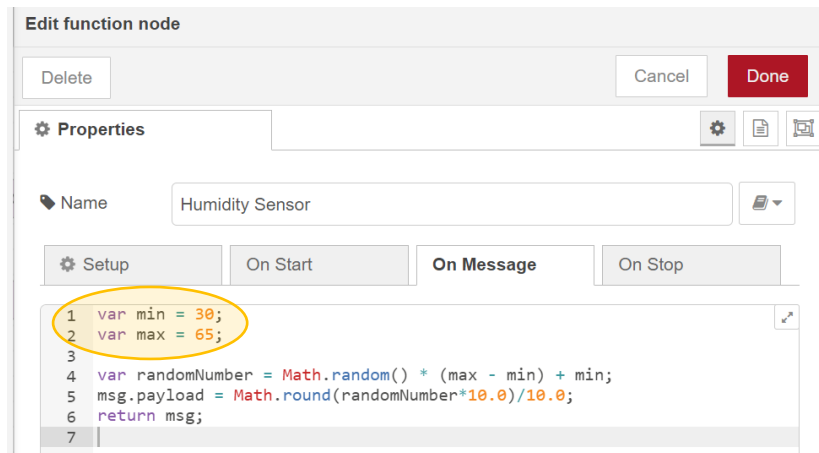 Edit function node
Delete
Cancel
Done
Properties
Name
Humidity Sensor
Setup
On Start
On Message
On Stop
1 var min = 30;
2 var max = 65;
3
4 var randomNumber = Math.random() * (max - min) + min;
5 msg.payload = Math.round(randomNumber*10.0)/10.0;
6 return msg;
7